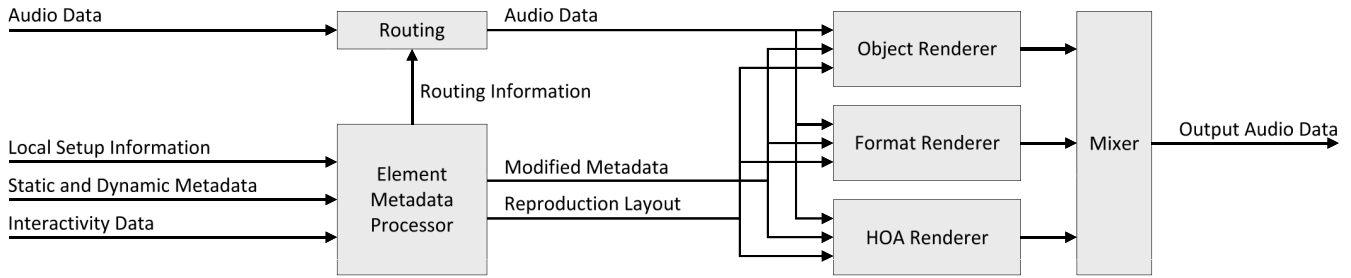 Audio Data
Routing
Audio Data
Object Renderer
Routing Information
Local Setup Information
Static and Dynamic Metadata
Interactivity Data
Element
Metadata
Processor
Modified Metadata
Reproduction Layout
Format Renderer
HOA Renderer
Mixer
Output Audio Data